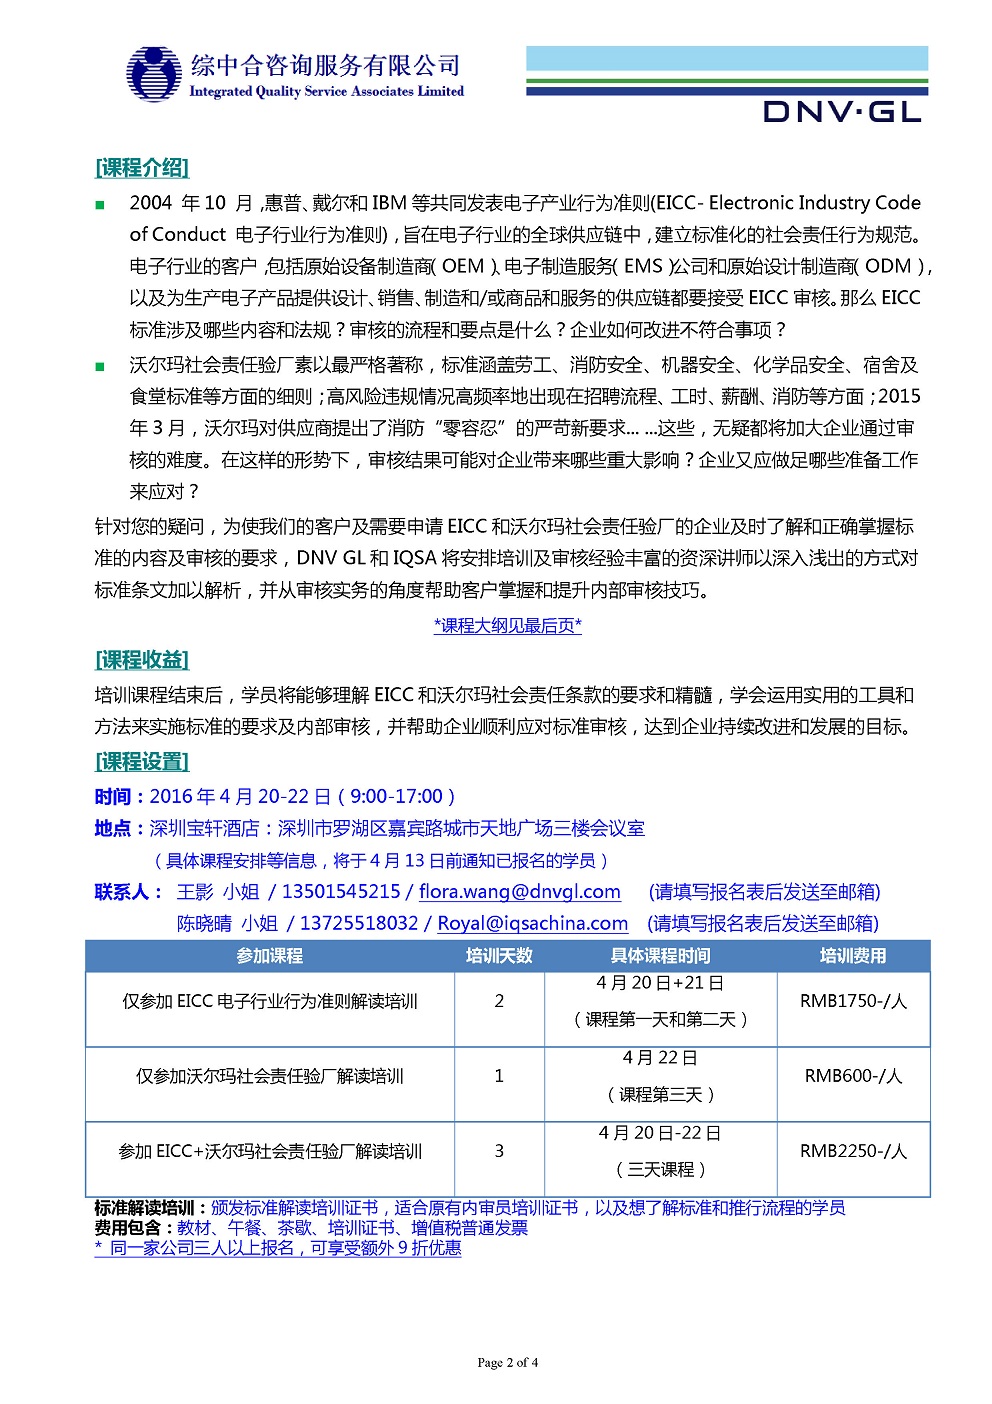 综中合咨询服务有限公司
Integrated Quality Service Associates Limited
DNV·GL
[课程介绍]
2004 年 10 月,惠普、戴尔和 IBM 等共同发表电子产业行为准则(EICC- Electronic Industry Code
of Conduct 电子行业行为准则)，旨在电子行业的全球供应链中，建立标准化的社会责任行为规范。
电子行业的客户,包括原始设备制造商( OEM )、电子制造服务( EMS )公司和原始设计制造商( ODM )，
以及为生产电子产品提供设计、销售、制造和/或商品和服务的供应链都要接受 EICC 审核。那么 EICC
标准涉及哪些内容和法规？审核的流程和要点是什么？企业如何改进不符合事项？
沃尔玛社会责任验厂素以最严格著称，标准涵盖劳工、消防安全、机器安全、化学品安全、宿舍及
食堂标准等方面的细则；高风险违规情况高频率地出现在招聘流程、工时、薪酬、消防等方面；2015
年 3 月，沃尔玛对供应商提出了消防“零容忍”的严苛新要求... ...这些，无疑都将加大企业通过审
核的难度。在这样的形势下，审核结果可能对企业带来哪些重大影响？企业又应做足哪些准备工作
来应对？
针对您的疑问，为使我们的客户及需要申请 EICC 和沃尔玛社会责任验厂的企业及时了解和正确掌握标
准的内容及审核的要求，DNV GL 和 IQSA 将安排培训及审核经验丰富的资深讲师以深入浅出的方式对
标准条文加以解析，并从审核实务的角度帮助客户掌握和提升内部审核技巧。
*课程大纲见最后页*
[课程收益]
培训课程结束后，学员将能够理解 EICC 和沃尔玛社会责任条款的要求和精髓，学会运用实用的工具和
方法来实施标准的要求及内部审核，并帮助企业顺利应对标准审核，达到企业持续改进和发展的目标。
[课程设置]
时间：2016 年 4 月 20-22 日（9:00-17:00）
地点：深圳宝轩酒店：深圳市罗湖区嘉宾路城市天地广场三楼会议室
（具体课程安排等信息，将于 4 月 13 日前通知已报名的学员）
联系人： 王影 小姐 / 13501545215 / flora.wang@dnvgl.com (请填写报名表后发送至邮箱)
陈晓晴 小姐 / 13725518032 / Royal@iqsachina.com (请填写报名表后发送至邮箱)
参加课程 培训天数 具体课程时间 培训费用
仅参加 EICC 电子行业行为准则解读培训 2 4 月 20 日+21 日 （课程第一天和第二天） RMB1750-/人
仅参加沃尔玛社会责任验厂解读培训 1 4 月 22 日 （课程第三天） RMB600-/人
参加 EICC+沃尔玛社会责任验厂解读培训 3 4 月 20 日-22 日 （三天课程） RMB2250-/人
标准解读培训：颁发标准解读培训证书，适合原有内审员培训证书，以及想了解标准和推行流程的学员
费用包含：教材、午餐、茶歇、培训证书、增值税普通发票
* 同一家公司三人以上报名，可享受额外 9 折优惠
Page 2 of 4